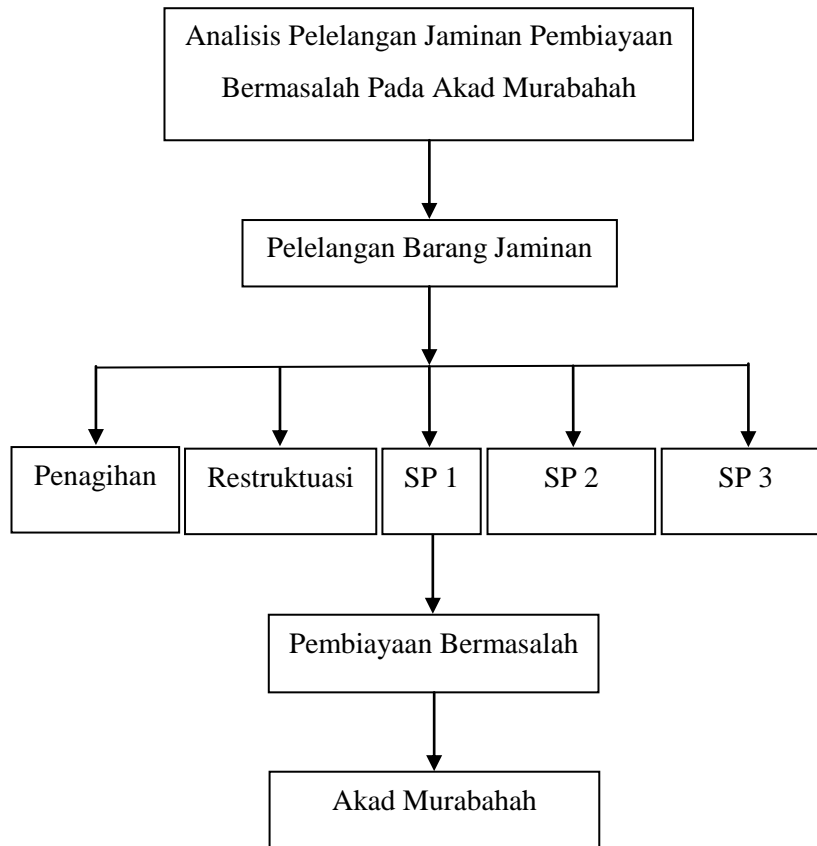 Analisis Pelelangan Jaminan Pembiayaan
Bermasalah Pada Akad Murabahah
Pelelangan Barang Jaminan
Penagihan
Restruktuasi
SP 1
SP 2
SP 3
Pembiayaan Bermasalah
Akad Murabahah